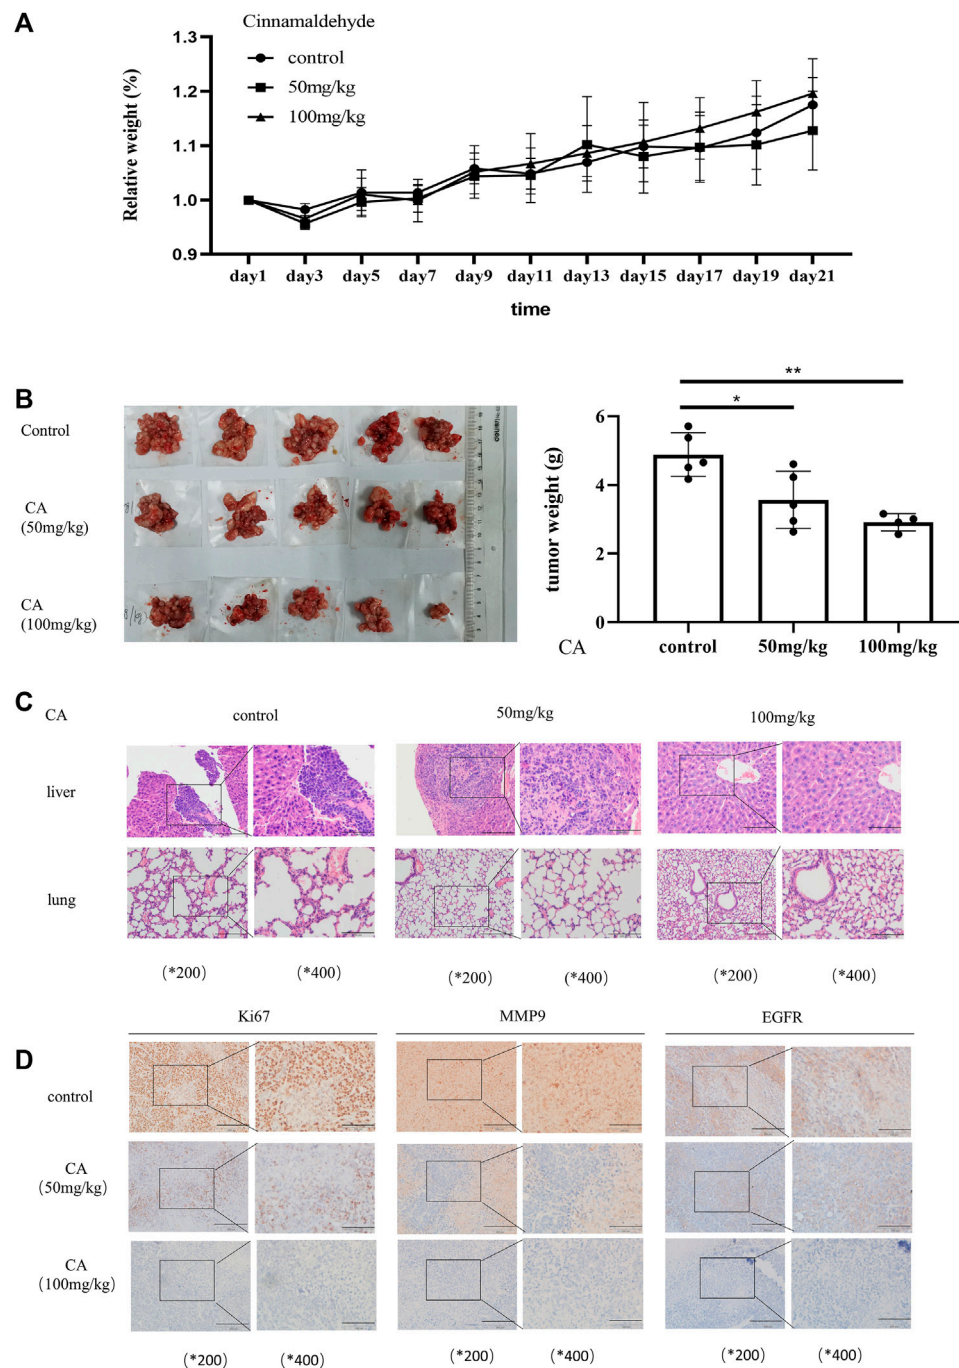 A
Cinnamaldehyde
control
50mg/kg
100mg/kg
Relative weight (%)
1.3
1.2
1.1
1.0
0.9
day1 day3 day5 day7 day9 day11 day13 day15 day17 day19 day21
time
B
Control
CA
(50mg/kg)
CA
(100mg/kg)
**
*
tumor weight (g)
6
4
2
0
CA control 50mg/kg 100mg/kg
C
CA control 50mg/kg 100mg/kg
liver
lung
(*200) (*400) (*200) (*400) (*200) (*400)
Ki67 MMP9 EGFR
D
control
CA
(50mg/kg)
CA
(100mg/kg)
(*200) (*400) (*200) (*400) (*200) (*400)